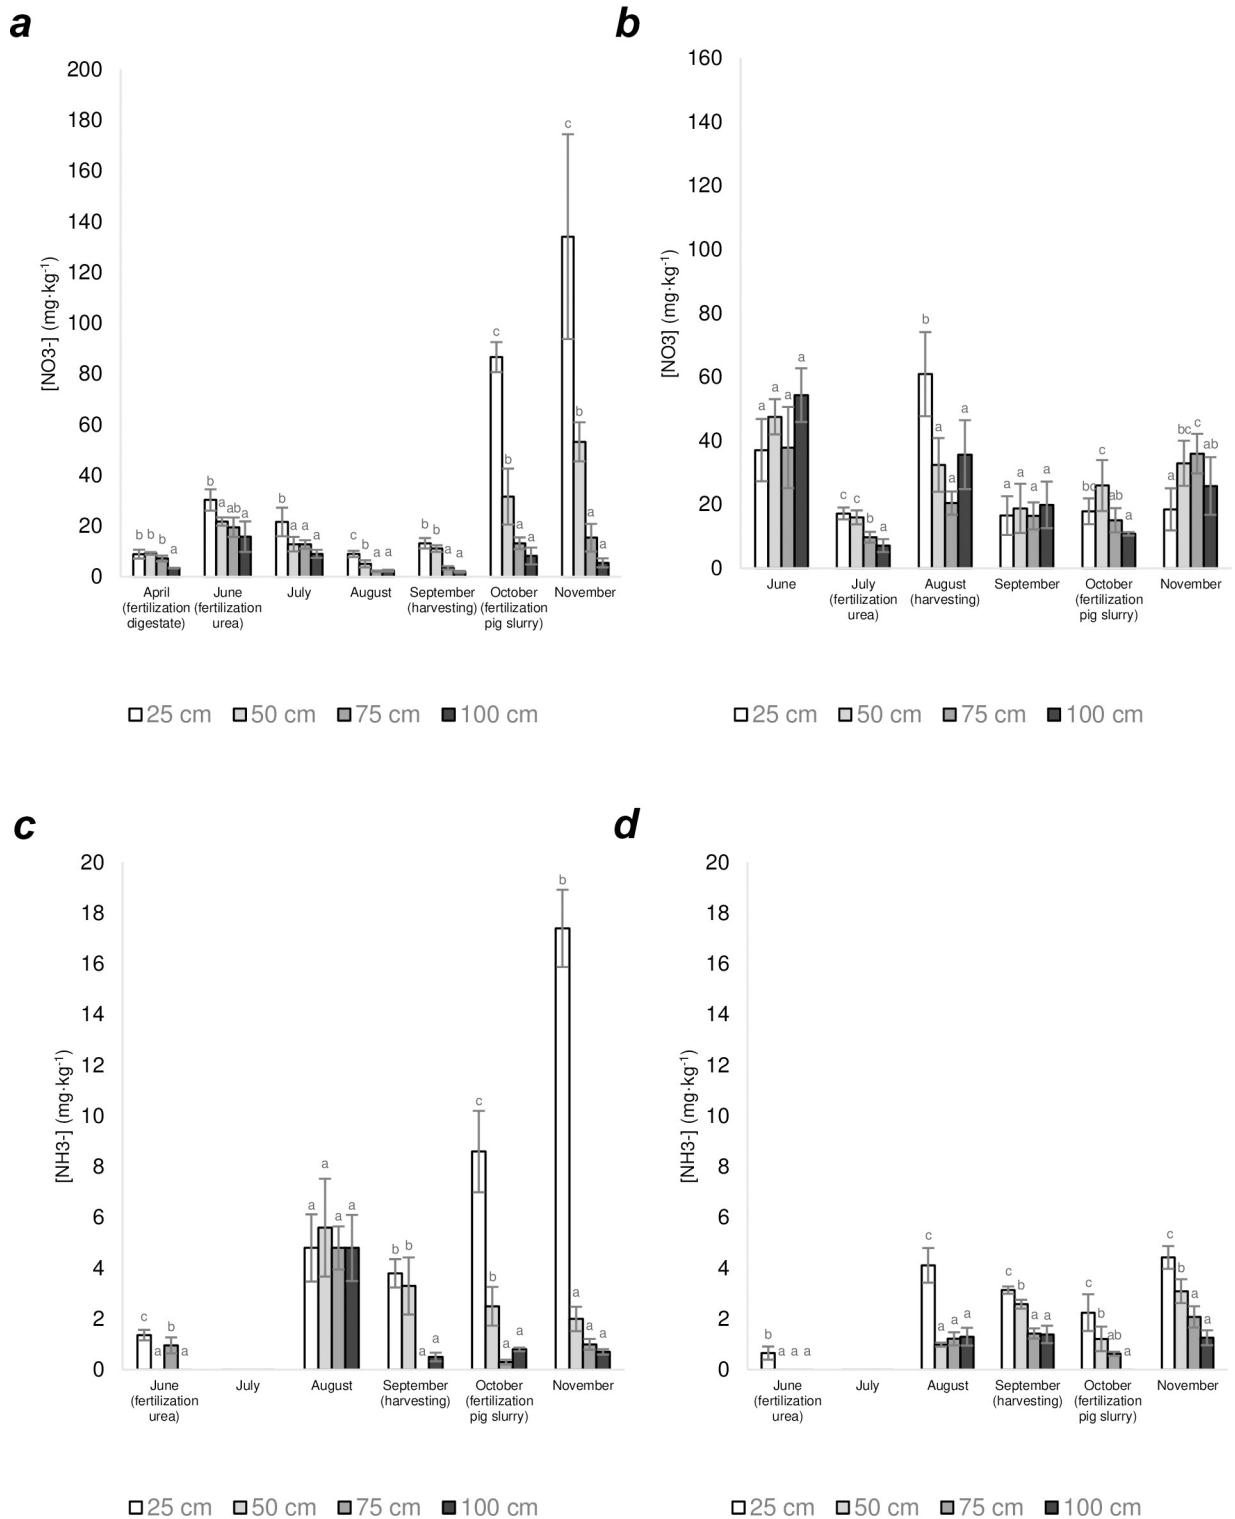 a
200
180
160
140
120
100
80
60
40
20
0
[NO3-] (mg·kg-1)
b b b a
b a ab a
b a a a
c b a a
b b a a
c b a a
c b a a
April (fertilization digestate)
June (fertilization urea)
July
August
September (harvesting)
October (fertilization pig slurry)
November
25 cm 50 cm 75 cm 100 cm
b
160
140
120
100
80
60
40
20
0
[NO3] (mg·kg-1)
a a a a
c c b a
b a a a
a a a a
bc c ab a
a bc c ab
June
July (fertilization urea)
August (harvesting)
September
October (fertilization pig slurry)
November
25 cm 50 cm 75 cm 100 cm
c
20
18
16
14
12
10
8
6
4
2
0
[NH3-] (mg·kg-1)
c a b a
a a a a
b b a a
c b a a
b a a a
June (fertilization urea)
July
August
September (harvesting)
October (fertilization pig slurry)
November
25 cm 50 cm 75 cm 100 cm
d
20
18
16
14
12
10
8
6
4
2
0
[NH3-] (mg·kg-1)
b a a a
c a a a
c b a a
c b ab a
c b a a
June (fertilization urea)
July
August
September (harvesting)
October (fertilization pig slurry)
November
25 cm 50 cm 75 cm 100 cm